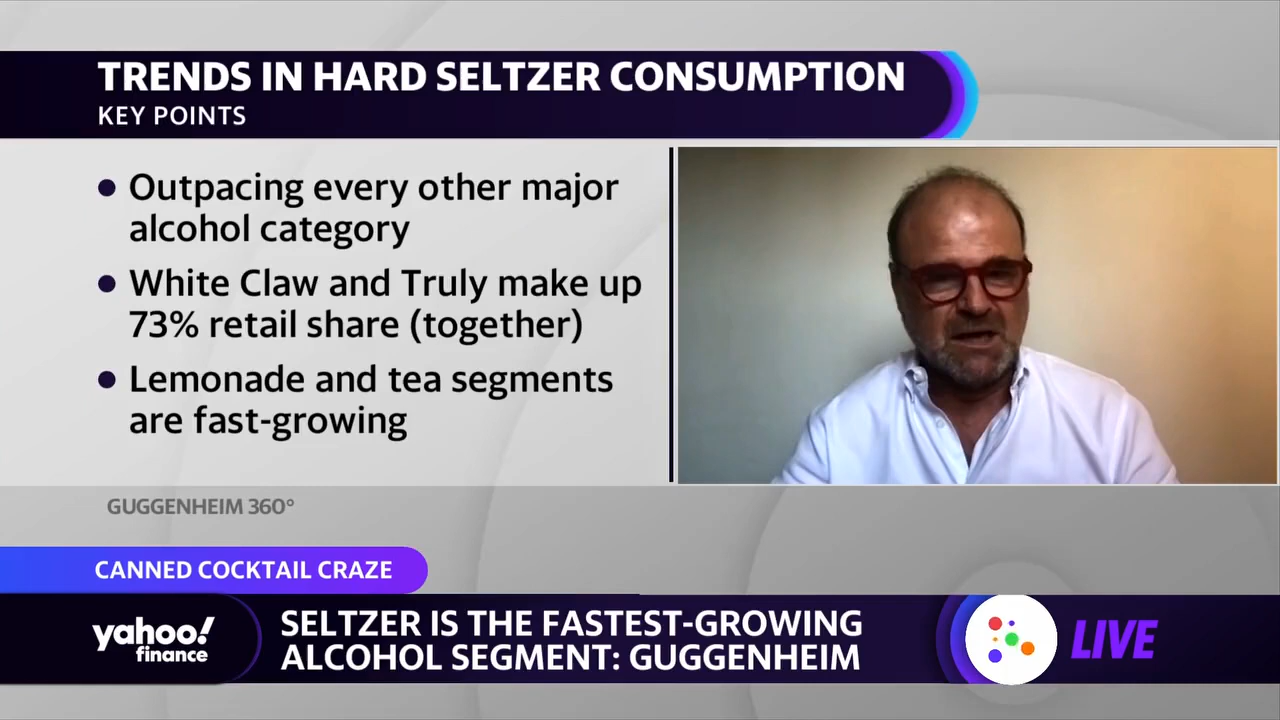 TRENDS IN HARD SELTZER CONSUMPTION
KEY POINTS
• Outpacing every other major
alcohol category
• White Claw and Truly make up
73% retail share (together)
• Lemonade and tea segments
are fast-growing
GUGGENHEIM 360°
CANNED COCKTAIL CRAZE
yahoo!
finance
SELTZER IS THE FASTEST-GROWING
ALCOHOL SEGMENT: GUGGENHEIM
LIVE